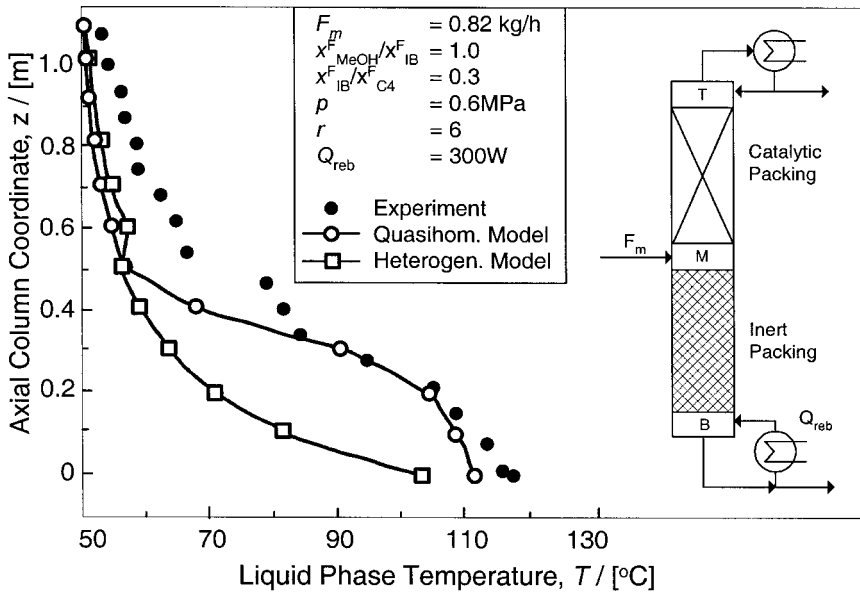 F_m = 0.82 kg/h
x^F_MeOH/x^F_IB = 1.0
x^F_IB/x^F_C4 = 0.3
p = 0.6MPa
r = 6
Q_reb = 300W
Experiment
Quasihom. Model
Heterogen. Model
Axial Column Coordinate, z / [m]
1.0
0.8
0.6
0.4
0.2
0
50
70
90
110
130
Liquid Phase Temperature, T / [°C]
T
Catalytic
Packing
F_m
M
Inert
Packing
B
Q_reb